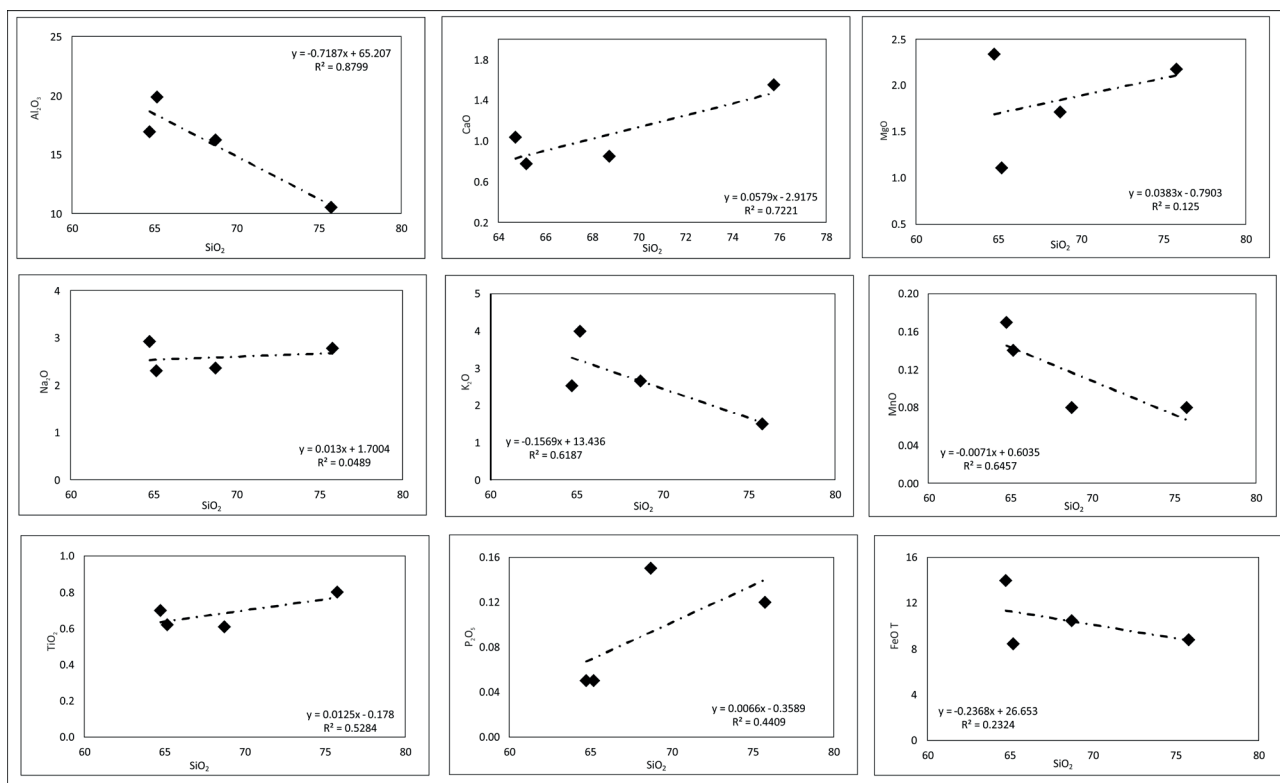 25
20
15
10
Al₂O₃
y = -0.7187x + 65.207
R² = 0.8799
60 65 70 75 80
SiO₂
1.8
1.4
1.0
0.6
0.2
CaO
y = 0.0579x - 2.9175
R² = 0.7221
64 66 68 70 72 74 76 78
SiO₂
2.5
2.0
1.5
1.0
0.5
MgO
y = 0.0383x - 0.7903
R² = 0.125
60 65 70 75 80
SiO₂
4
3
2
1
0
Na₂O
y = 0.013x + 1.7004
R² = 0.0489
60 65 70 75 80
SiO₂
5
4
3
2
1
0
K₂O
y = -0.1569x + 13.436
R² = 0.6187
60 65 70 75 80
SiO₂
0.20
0.16
0.12
0.08
0.04
0.00
MnO
y = -0.0071x + 0.6035
R² = 0.6457
60 65 70 75 80
SiO₂
1.0
0.8
0.6
0.4
0.2
0.0
TiO₂
y = 0.0125x - 0.178
R² = 0.5284
60 65 70 75 80
SiO₂
0.16
0.12
0.08
0.04
0.00
P₂O₅
y = 0.0066x - 0.3589
R² = 0.4409
60 65 70 75 80
SiO₂
16
12
8
4
0
FeO T
y = -0.2368x + 26.653
R² = 0.2324
60 65 70 75 80
SiO₂